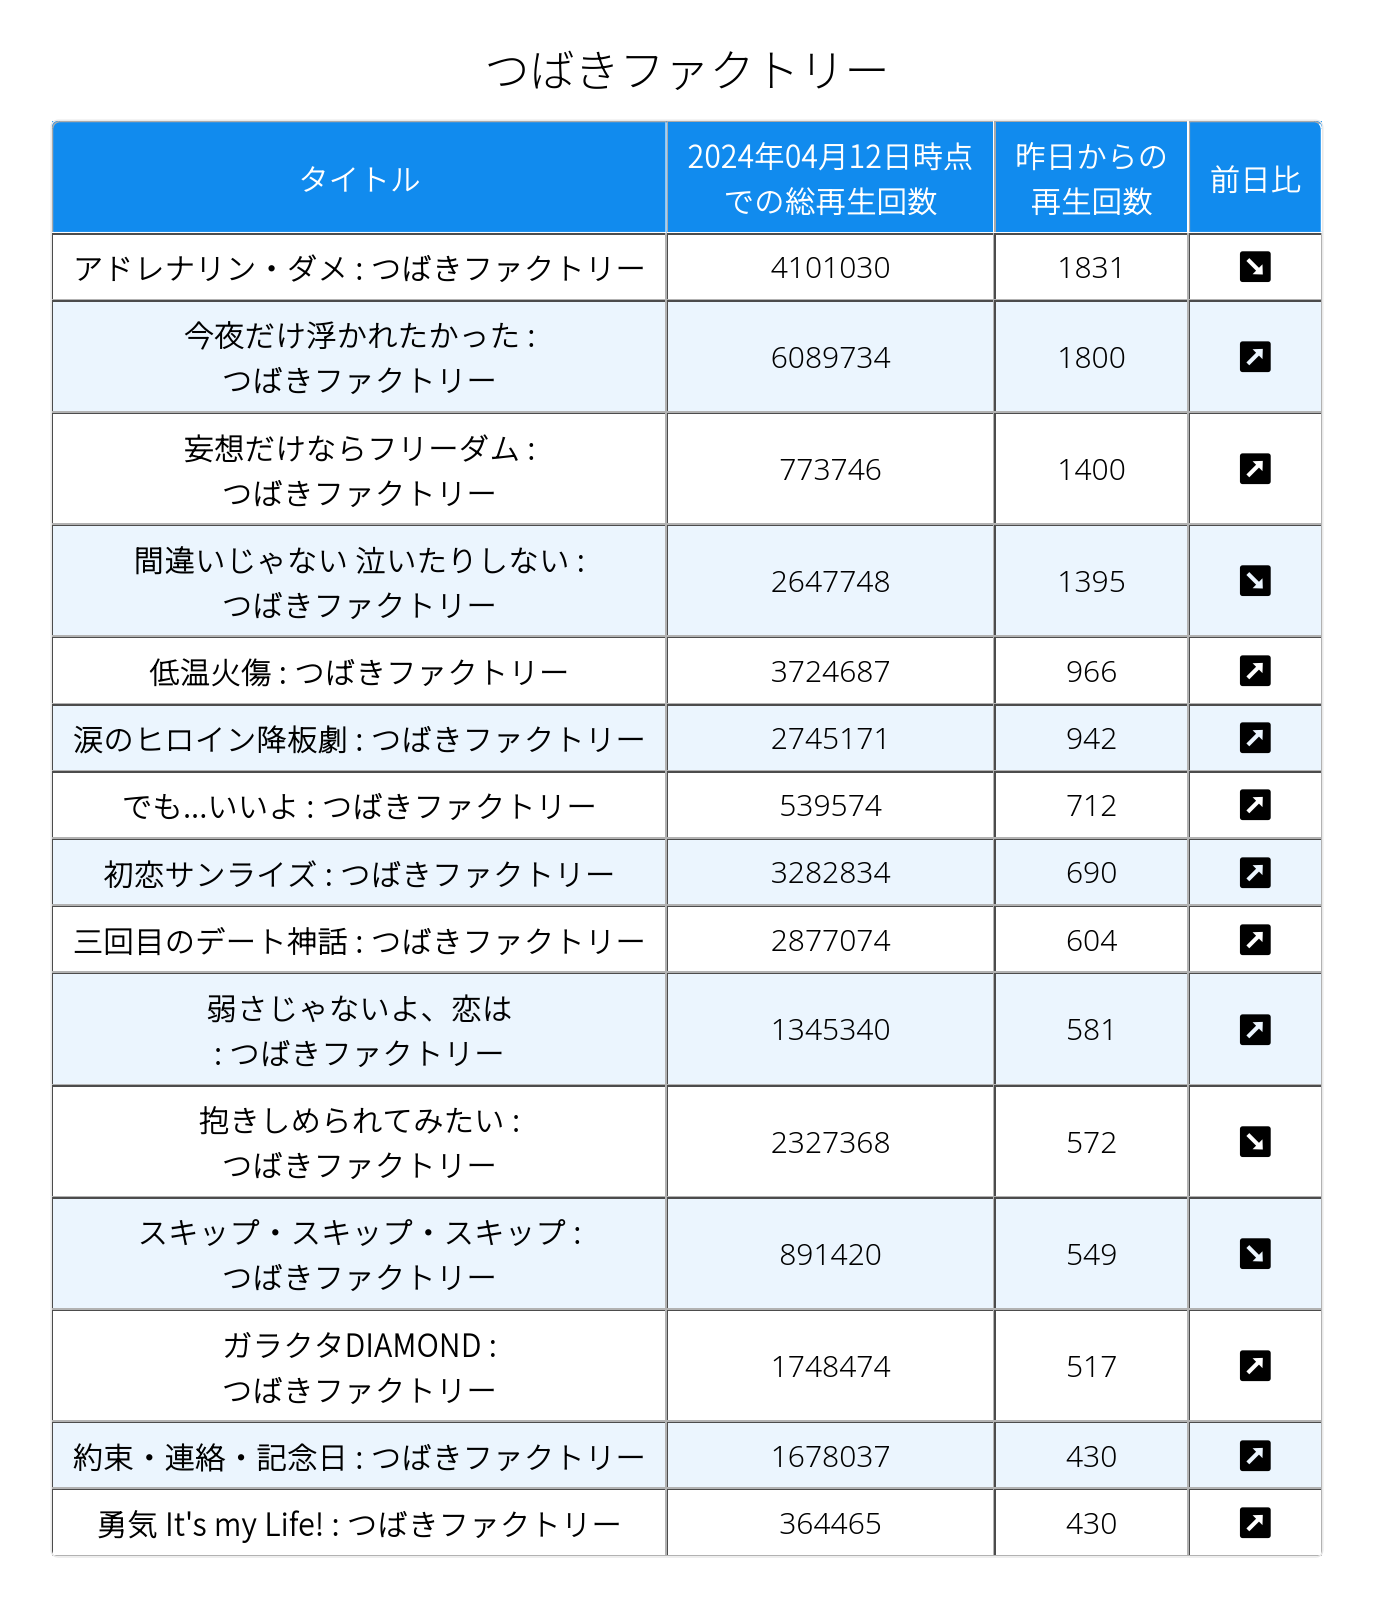 つばきファクトリー
タイトル
2024年04月12日時点
での総再生回数
昨日からの
再生回数
前日比
アドレナリン・ダメ : つばきファクトリー
4101030
1831
今夜だけ浮かれたかった :
つばきファクトリー
6089734
1800
妄想だけならフリーダム :
つばきファクトリー
773746
1400
間違いじゃない 泣いたりしない :
つばきファクトリー
2647748
1395
低温火傷 : つばきファクトリー
3724687
966
涙のヒロイン降板劇 : つばきファクトリー
2745171
942
でも...いいよ : つばきファクトリー
539574
712
初恋サンライズ : つばきファクトリー
3282834
690
三回目のデート神話 : つばきファクトリー
2877074
604
弱さじゃないよ、恋は
: つばきファクトリー
1345340
581
抱きしめられてみたい :
つばきファクトリー
2327368
572
スキップ・スキップ・スキップ :
つばきファクトリー
891420
549
ガラクタDIAMOND :
つばきファクトリー
1748474
517
約束・連絡・記念日 : つばきファクトリー
1678037
430
勇気 It's my Life! : つばきファクトリー
364465
430